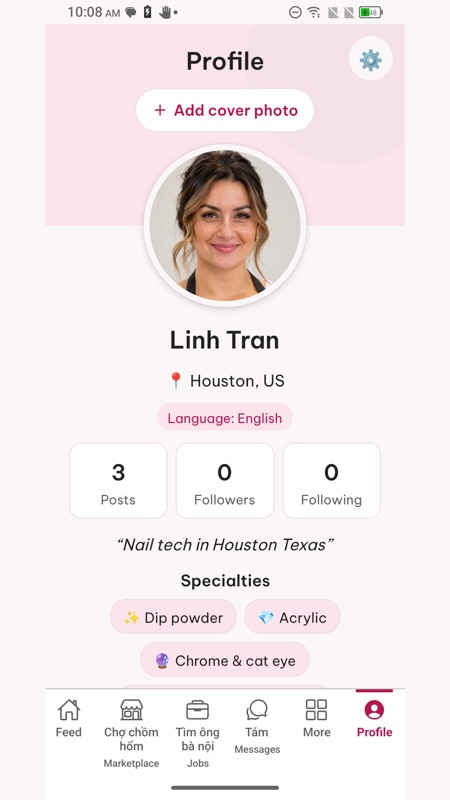 10:08 AM
48
Profile
+ Add cover photo
Linh Tran
Houston, US
Language: English
3
Posts
0
Followers
0
Following
“Nail tech in Houston Texas”
Specialties
Dip powder
Acrylic
Chrome & cat eye
Feed
Chợ chồm
hổm
Marketplace
Tìm ông
bà nội
Jobs
Tám
Messages
More
Profile